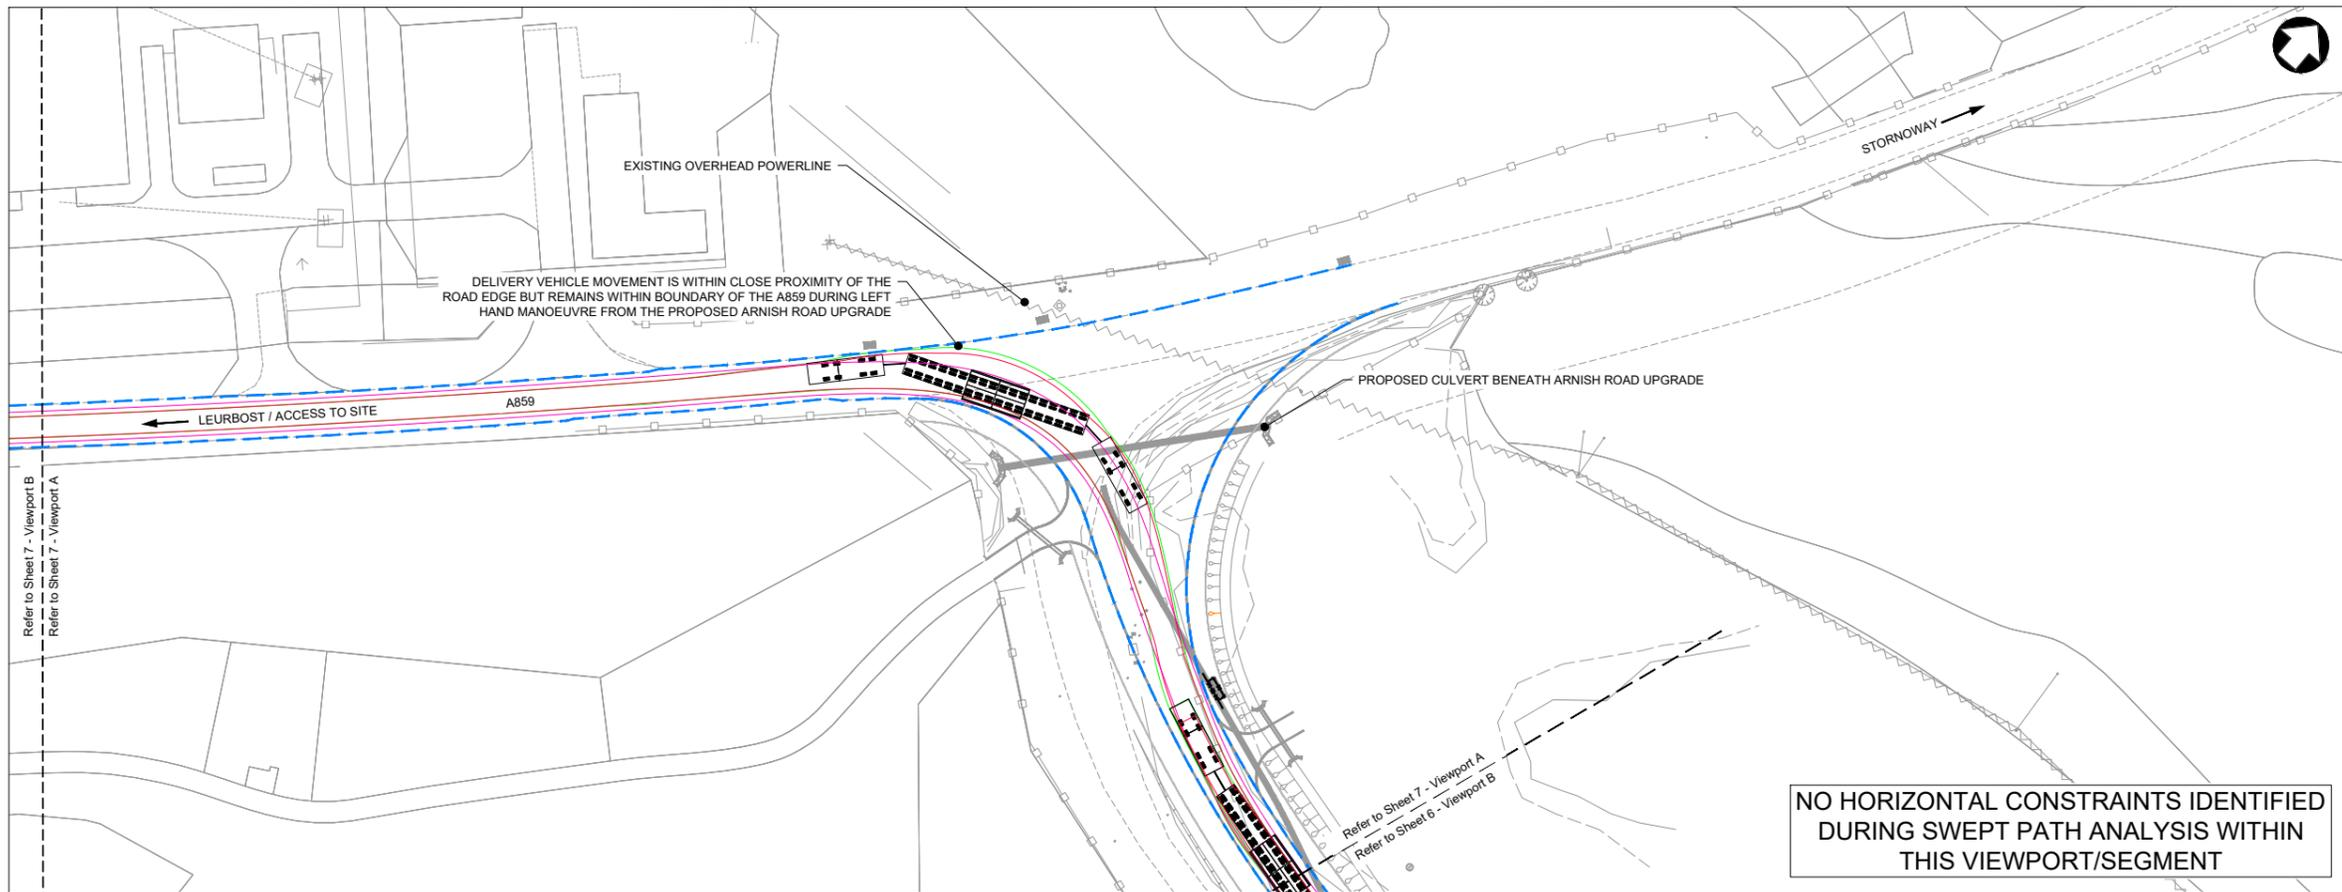 STORNOWAY
EXISTING OVERHEAD POWERLINE
DELIVERY VEHICLE MOVEMENT IS WITHIN CLOSE PROXIMITY OF THE
ROAD EDGE BUT REMAINS WITHIN BOUNDARY OF THE A859 DURING LEFT
HAND MANOEUVRE FROM THE PROPOSED ARNISH ROAD UPGRADE
PROPOSED CULVERT BENEATH ARNISH ROAD UPGRADE
A859
LEURBOST / ACCESS TO SITE
Refer to Sheet 7 - Viewport B
Refer to Sheet 7 - Viewport A
Refer to Sheet 7 - Viewport A
Refer to Sheet 6 - Viewport B
NO HORIZONTAL CONSTRAINTS IDENTIFIED
DURING SWEPT PATH ANALYSIS WITHIN
THIS VIEWPORT/SEGMENT